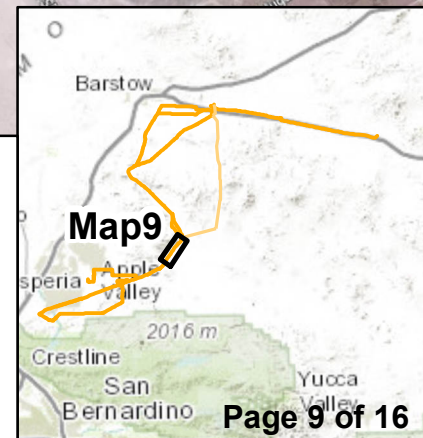 M O
Barstow
Map9
speria
Apple
Valley
2016 m
Crestline
San
Bernardino
Yucca
Valley
Page 9 of 16